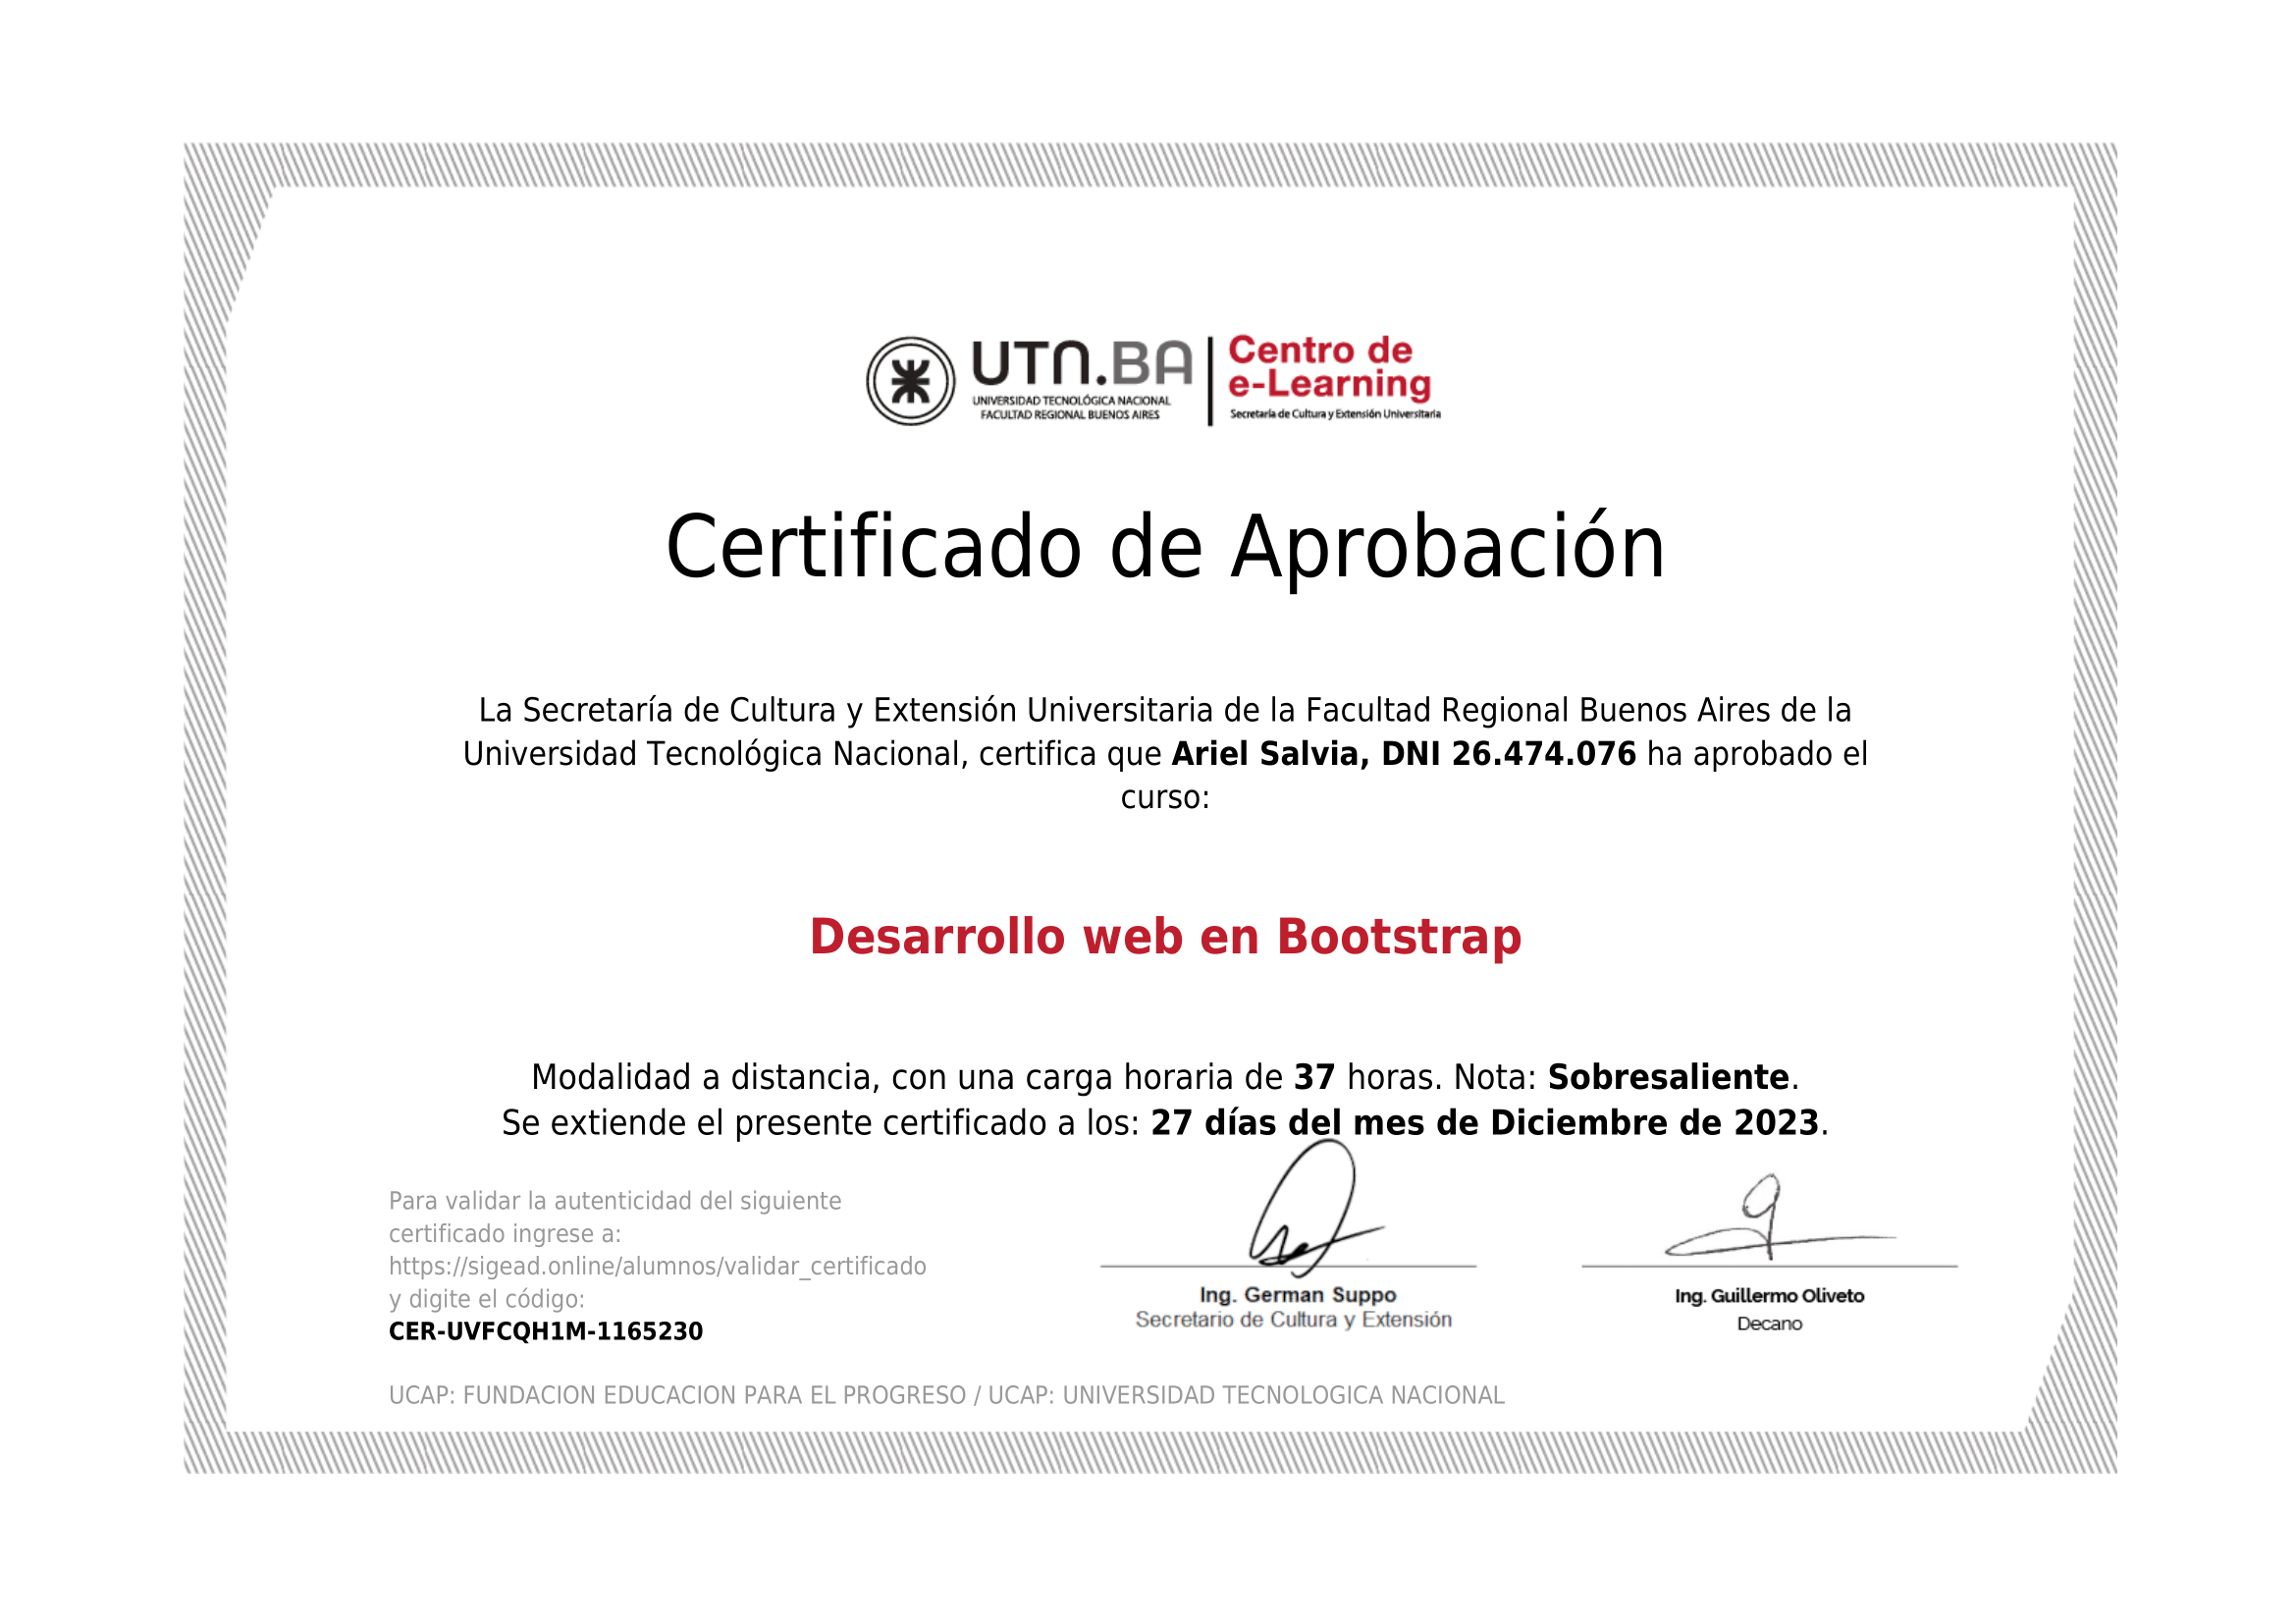 UTN.BA
UNIVERSIDAD TECNOLÓGICA NACIONAL
FACULTAD REGIONAL BUENOS AIRES
Centro de
e-Learning
Secretaría de Cultura y Extensión Universitaria
Certificado de Aprobación
La Secretaría de Cultura y Extensión Universitaria de la Facultad Regional Buenos Aires de la
Universidad Tecnológica Nacional, certifica que Ariel Salvia, DNI 26.474.076 ha aprobado el
curso:
Desarrollo web en Bootstrap
Modalidad a distancia, con una carga horaria de 37 horas. Nota: Sobresaliente.
Se extiende el presente certificado a los: 27 días del mes de Diciembre de 2023.
Para validar la autenticidad del siguiente
certificado ingrese a:
https://sigead.online/alumnos/validar_certificado
y digite el código:
CER-UVFCQH1M-1165230
Ing. German Suppo
Secretario de Cultura y Extensión
Ing. Guillermo Oliveto
Decano
UCAP: FUNDACION EDUCACION PARA EL PROGRESO / UCAP: UNIVERSIDAD TECNOLOGICA NACIONAL